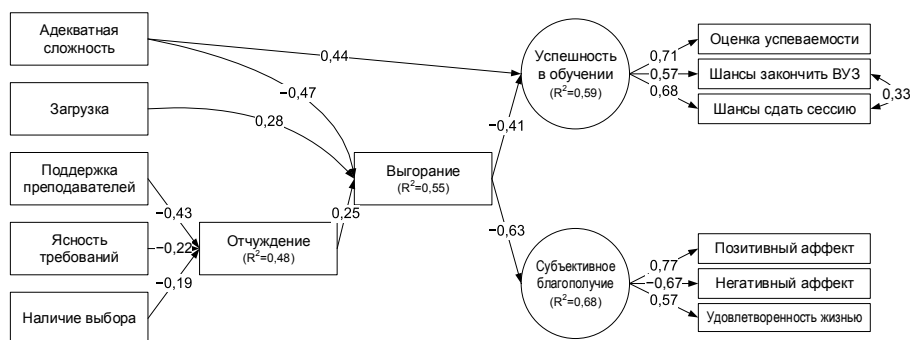 Адекватная
сложность
Загрузка
Поддержка
преподавателей
Ясность
требований
Наличие выбора
0,44
−0,47
0,28
−0,43
−0,22
−0,19
Отчуждение
(R²=0,48)
0,25
Выгорание
(R²=0,55)
−0,41
−0,63
Успешность
в обучении
(R²=0,59)
0,71
0,57
0,68
Оценка успеваемости
Шансы закончить ВУЗ
Шансы сдать сессию
0,33
Субъективное
благополучие
(R²=0,68)
0,77
−0,67
0,57
Позитивный аффект
Негативный аффект
Удовлетворенность жизнью